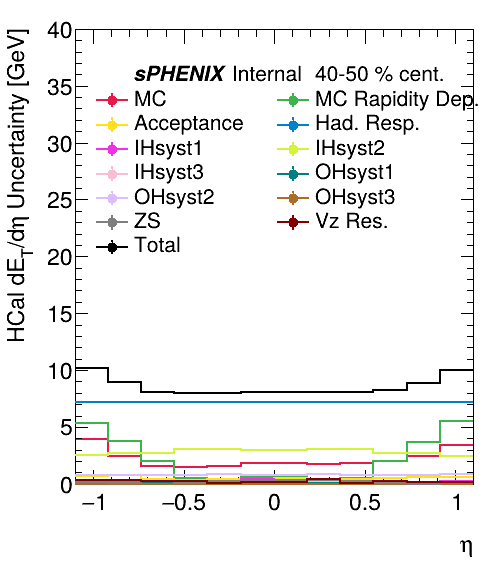 HCal dE_T/dη Uncertainty [GeV]
40
35
30
25
20
15
10
5
0
sPHENIX Internal 40-50 % cent.
MC
MC Rapidity Dep.
Acceptance
Had. Resp.
IHsyst1
IHsyst2
IHsyst3
OHsyst1
OHsyst2
OHsyst3
ZS
Vz Res.
Total
−1
−0.5
0
0.5
1
η